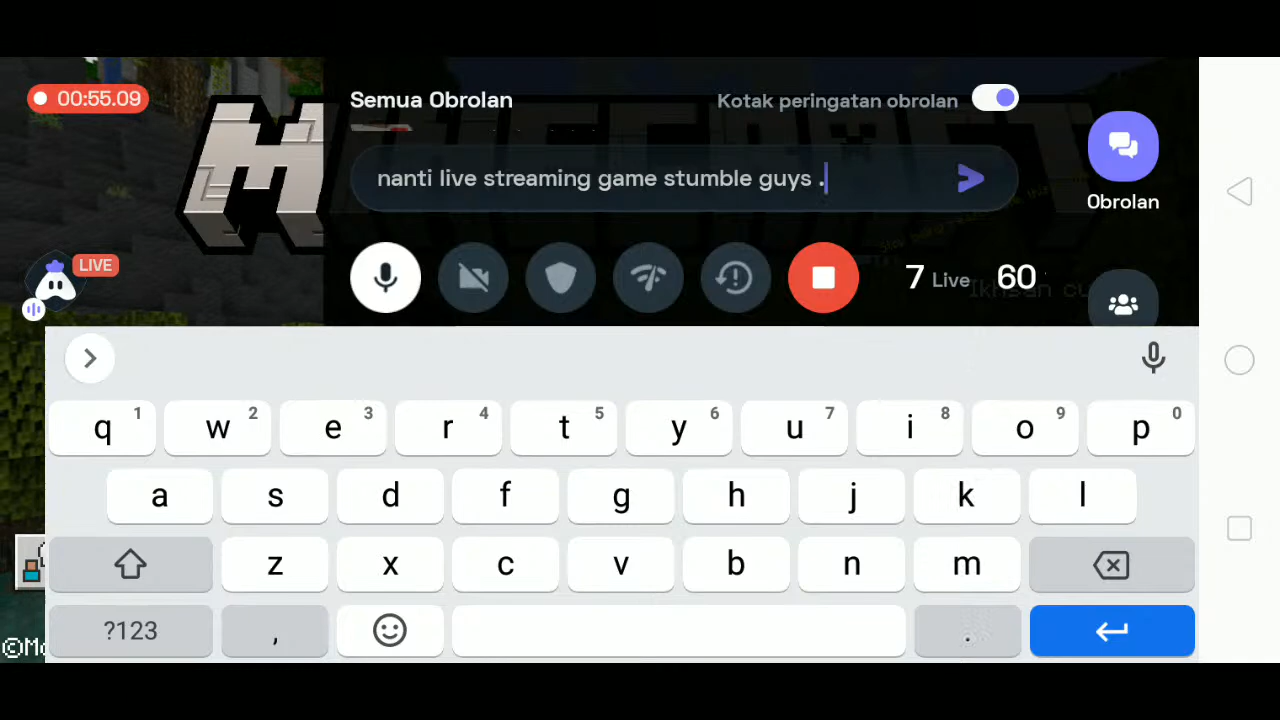 00:55.09
Semua Obrolan
Kotak peringatan obrolan
nanti live streaming game stumble guys .
Obrolan
LIVE
7 Live 60
q 1 w 2 e 3 r 4 t 5 y 6 u 7 i 8 o 9 p 0
a s d f g h j k l
z x c v b n m
?123 , .
©Mo